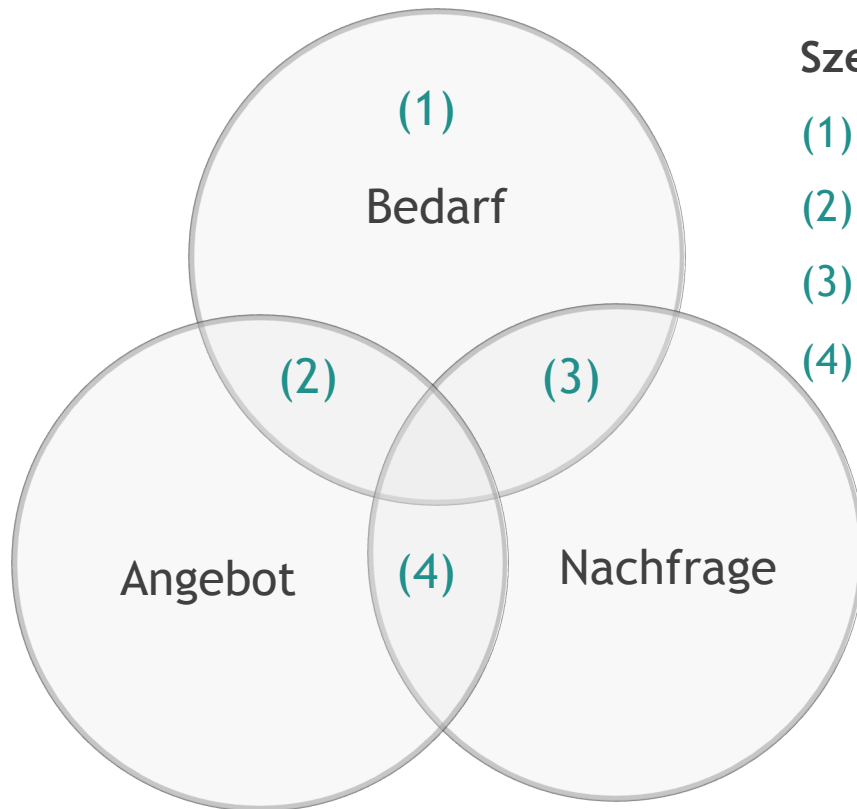 (1)
Bedarf
(2)
(3)
Angebot
(4)
Nachfrage
Sze
(1)
(2)
(3)
(4)